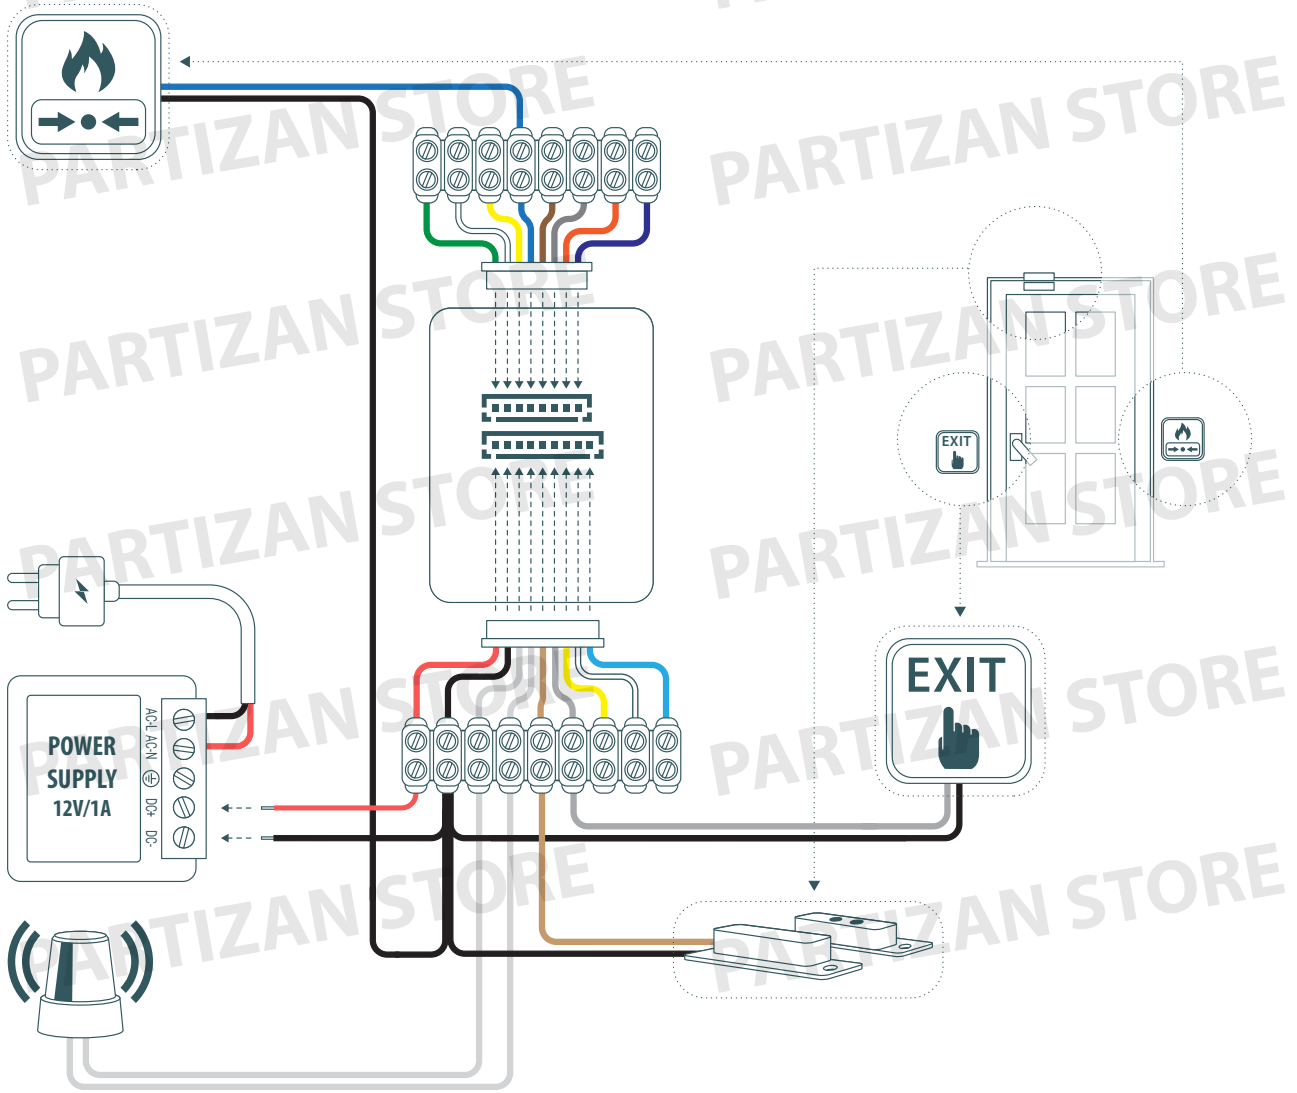 PARTIZAN STORE
PARTIZAN STORE
PARTIZAN STORE
PARTIZAN STORE
EXIT
PARTIZAN STORE
PARTIZAN STORE
PARTIZAN STORE
PARTIZAN STORE
EXIT
POWER
SUPPLY
12V/1A
AC-L
AC-N
DC+
DC-
PARTIZAN STORE
PARTIZAN STORE